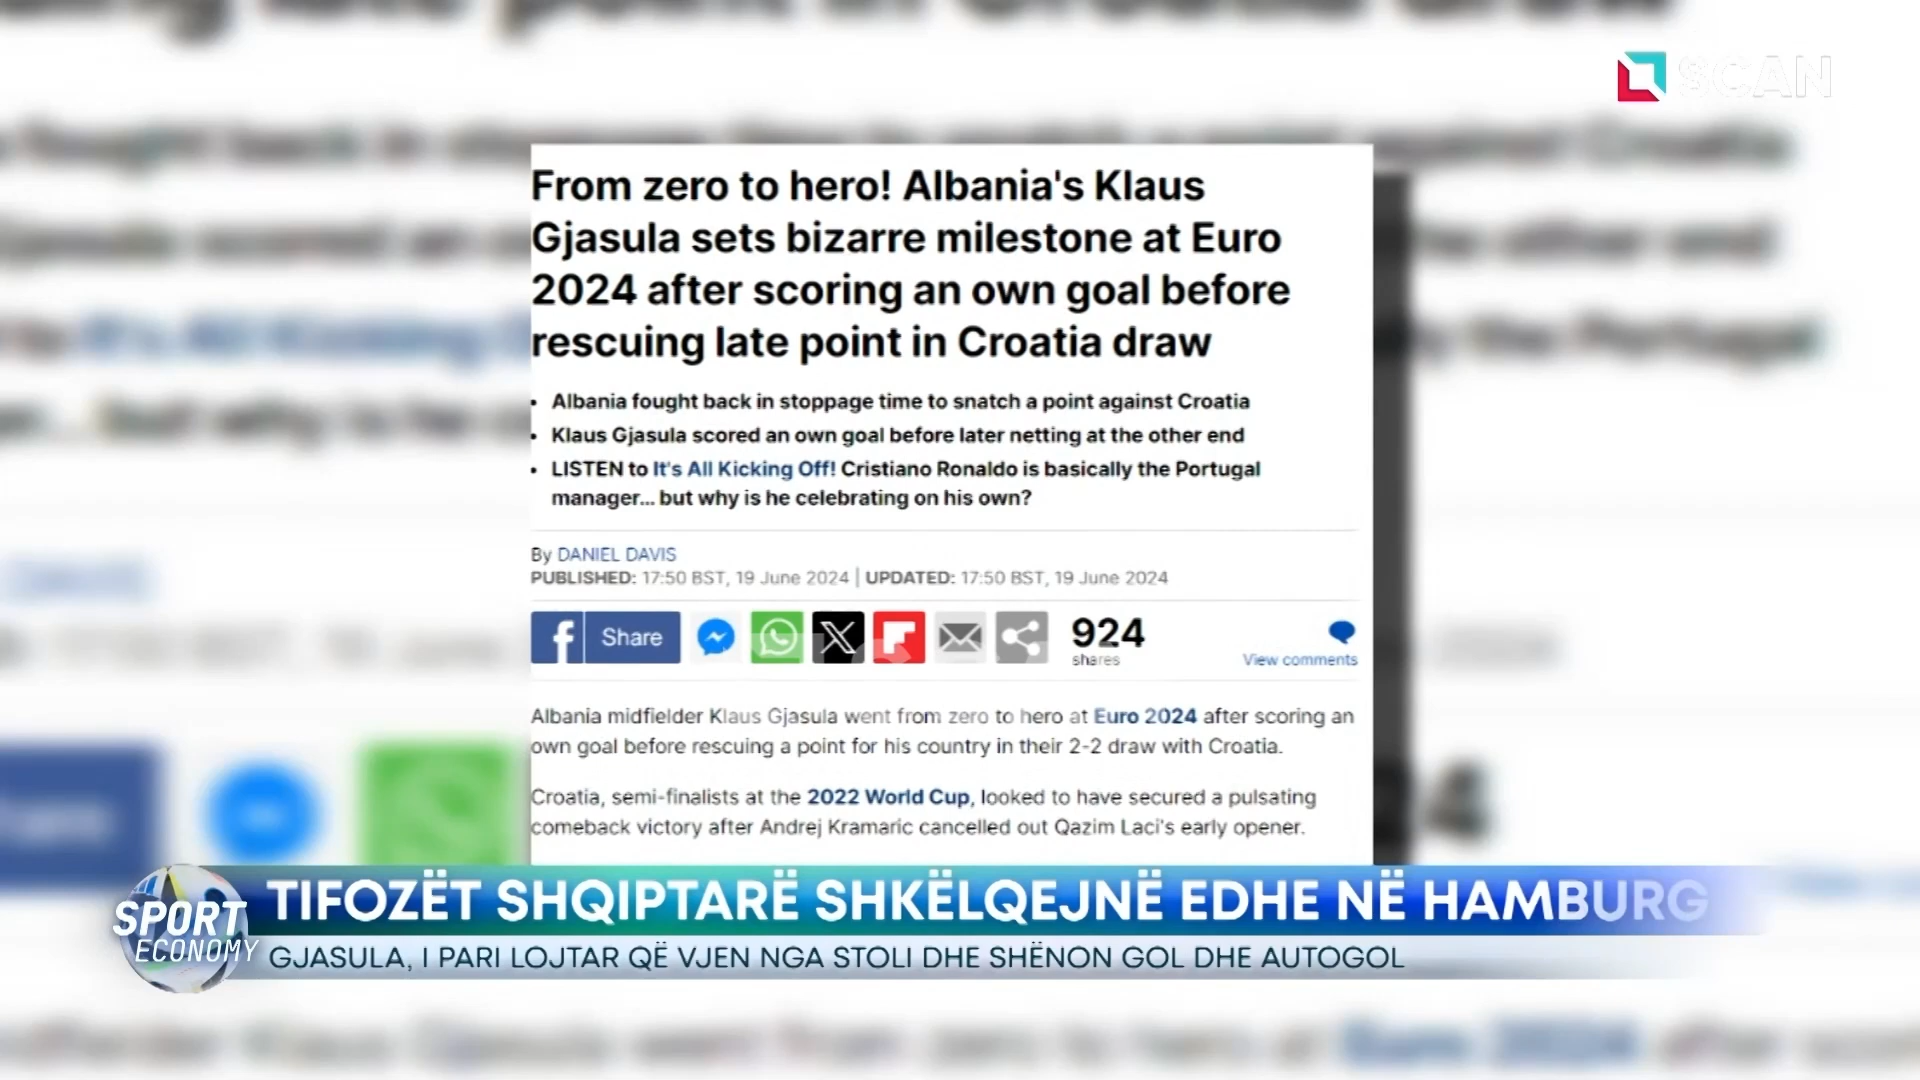 SCAN
From zero to hero! Albania's Klaus
Gjasula sets bizarre milestone at Euro
2024 after scoring an own goal before
rescuing late point in Croatia draw
• Albania fought back in stoppage time to snatch a point against Croatia
• Klaus Gjasula scored an own goal before later netting at the other end
• LISTEN to It's All Kicking Off! Cristiano Ronaldo is basically the Portugal
manager... but why is he celebrating on his own?
By DANIEL DAVIS
PUBLISHED: 17:50 BST, 19 June 2024 | UPDATED: 17:50 BST, 19 June 2024
f Share
924
shares
View comments
Albania midfielder Klaus Gjasula went from zero to hero at Euro 2024 after scoring an
own goal before rescuing a point for his country in their 2-2 draw with Croatia.
Croatia, semi-finalists at the 2022 World Cup, looked to have secured a pulsating
comeback victory after Andrej Kramaric cancelled out Qazim Laci's early opener.
SPORT
ECONOMY
TIFOZËT SHQIPTARË SHKËLQEJNË EDHE NË HAMBURG
GJASULA, I PARI LOJTAR QË VJEN NGA STOLI DHE SHËNON GOL DHE AUTOGOL